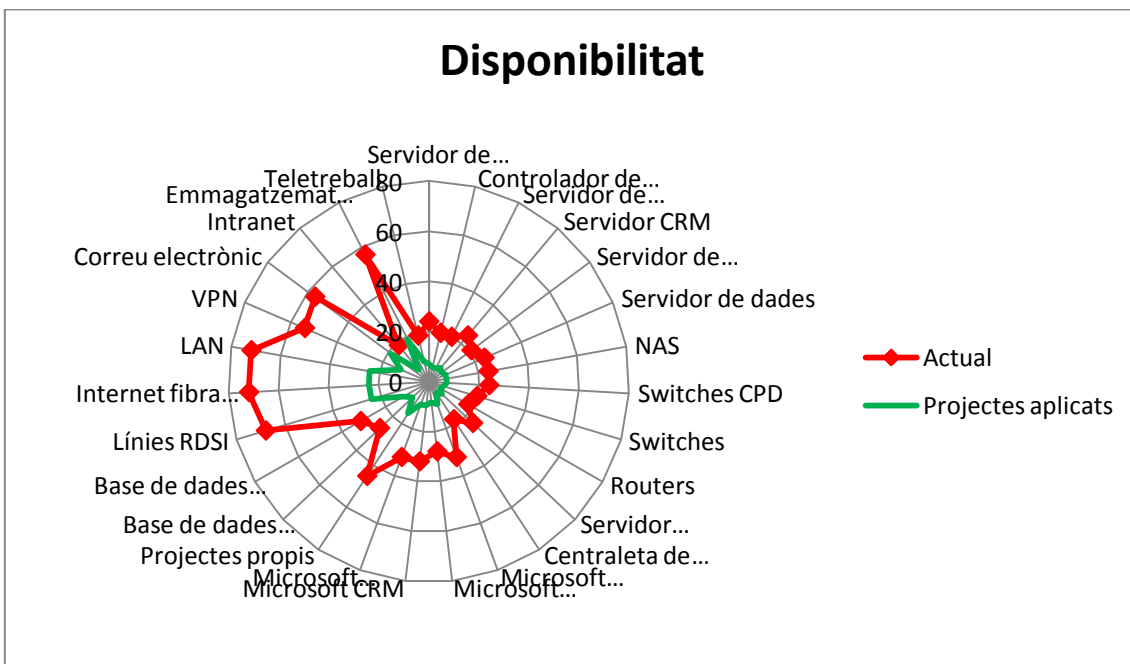 Disponibilitat
Servidor de...
Controlador de...
Servidor de...
Servidor CRM
Servidor de...
Servidor de dades
NAS
Switches CPD
Switches
Routers
Servidor...
Centraleta de...
Microsoft...
Microsoft...
Microsoft CRM
Microsoft...
Projectes propis
Base de dades...
Base de dades...
Línies RDSI
Internet fibra...
LAN
VPN
Correu electrònic
Intranet
Emmagatzemat...
Teletreball
80
60
40
20
0
Actual
Projectes aplicats